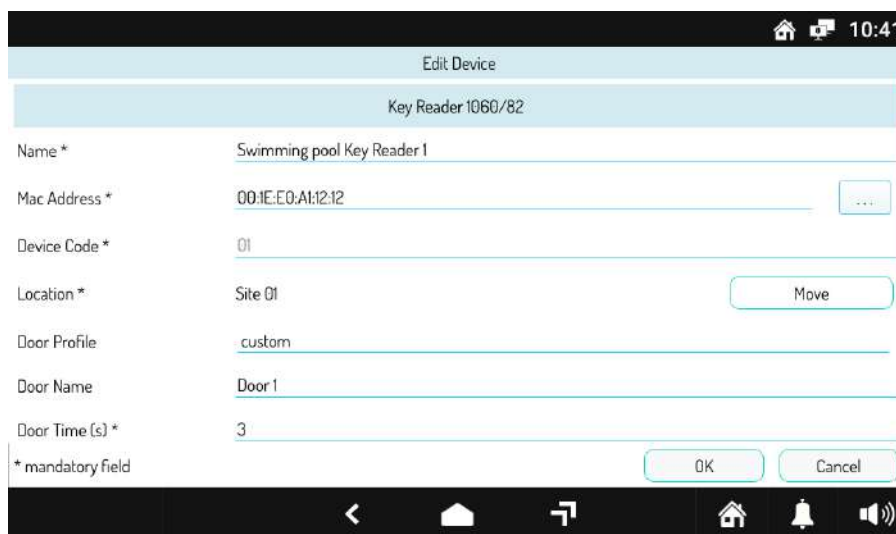 10:41
Edit Device
Key Reader 1060/82
Name * Swimming pool Key Reader 1
Mac Address * 00:1E:E0:A1:12:12 ...
Device Code * 01
Location * Site 01 Move
Door Profile custom
Door Name Door 1
Door Time (s) * 3
* mandatory field OK Cancel